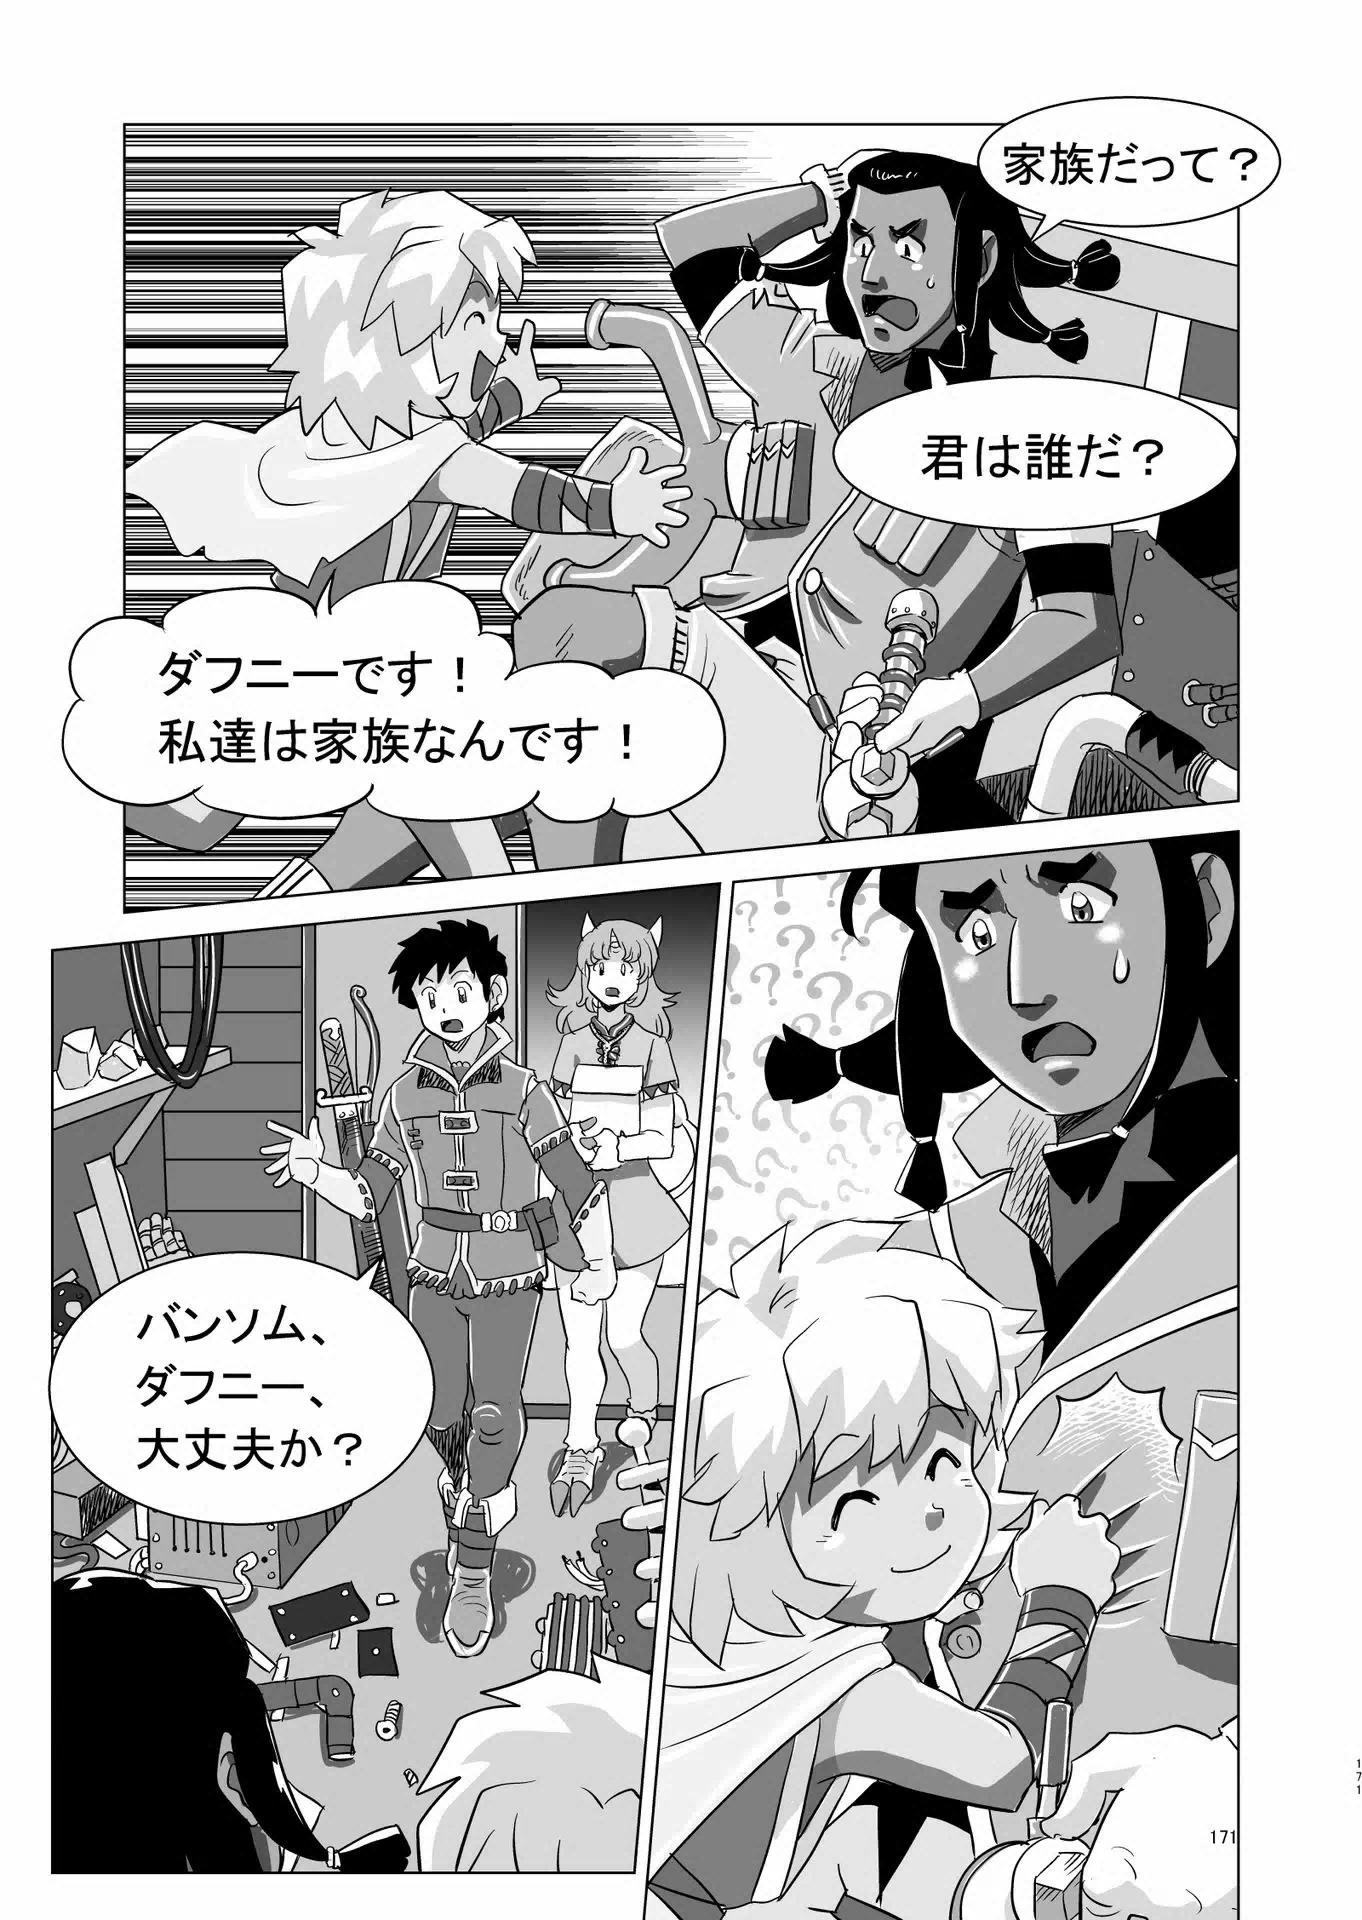 家族だって？
君は誰だ？
ダフニーです！
私達は家族なんです！
バンソム、
ダフニー、
大丈夫か？
171
171